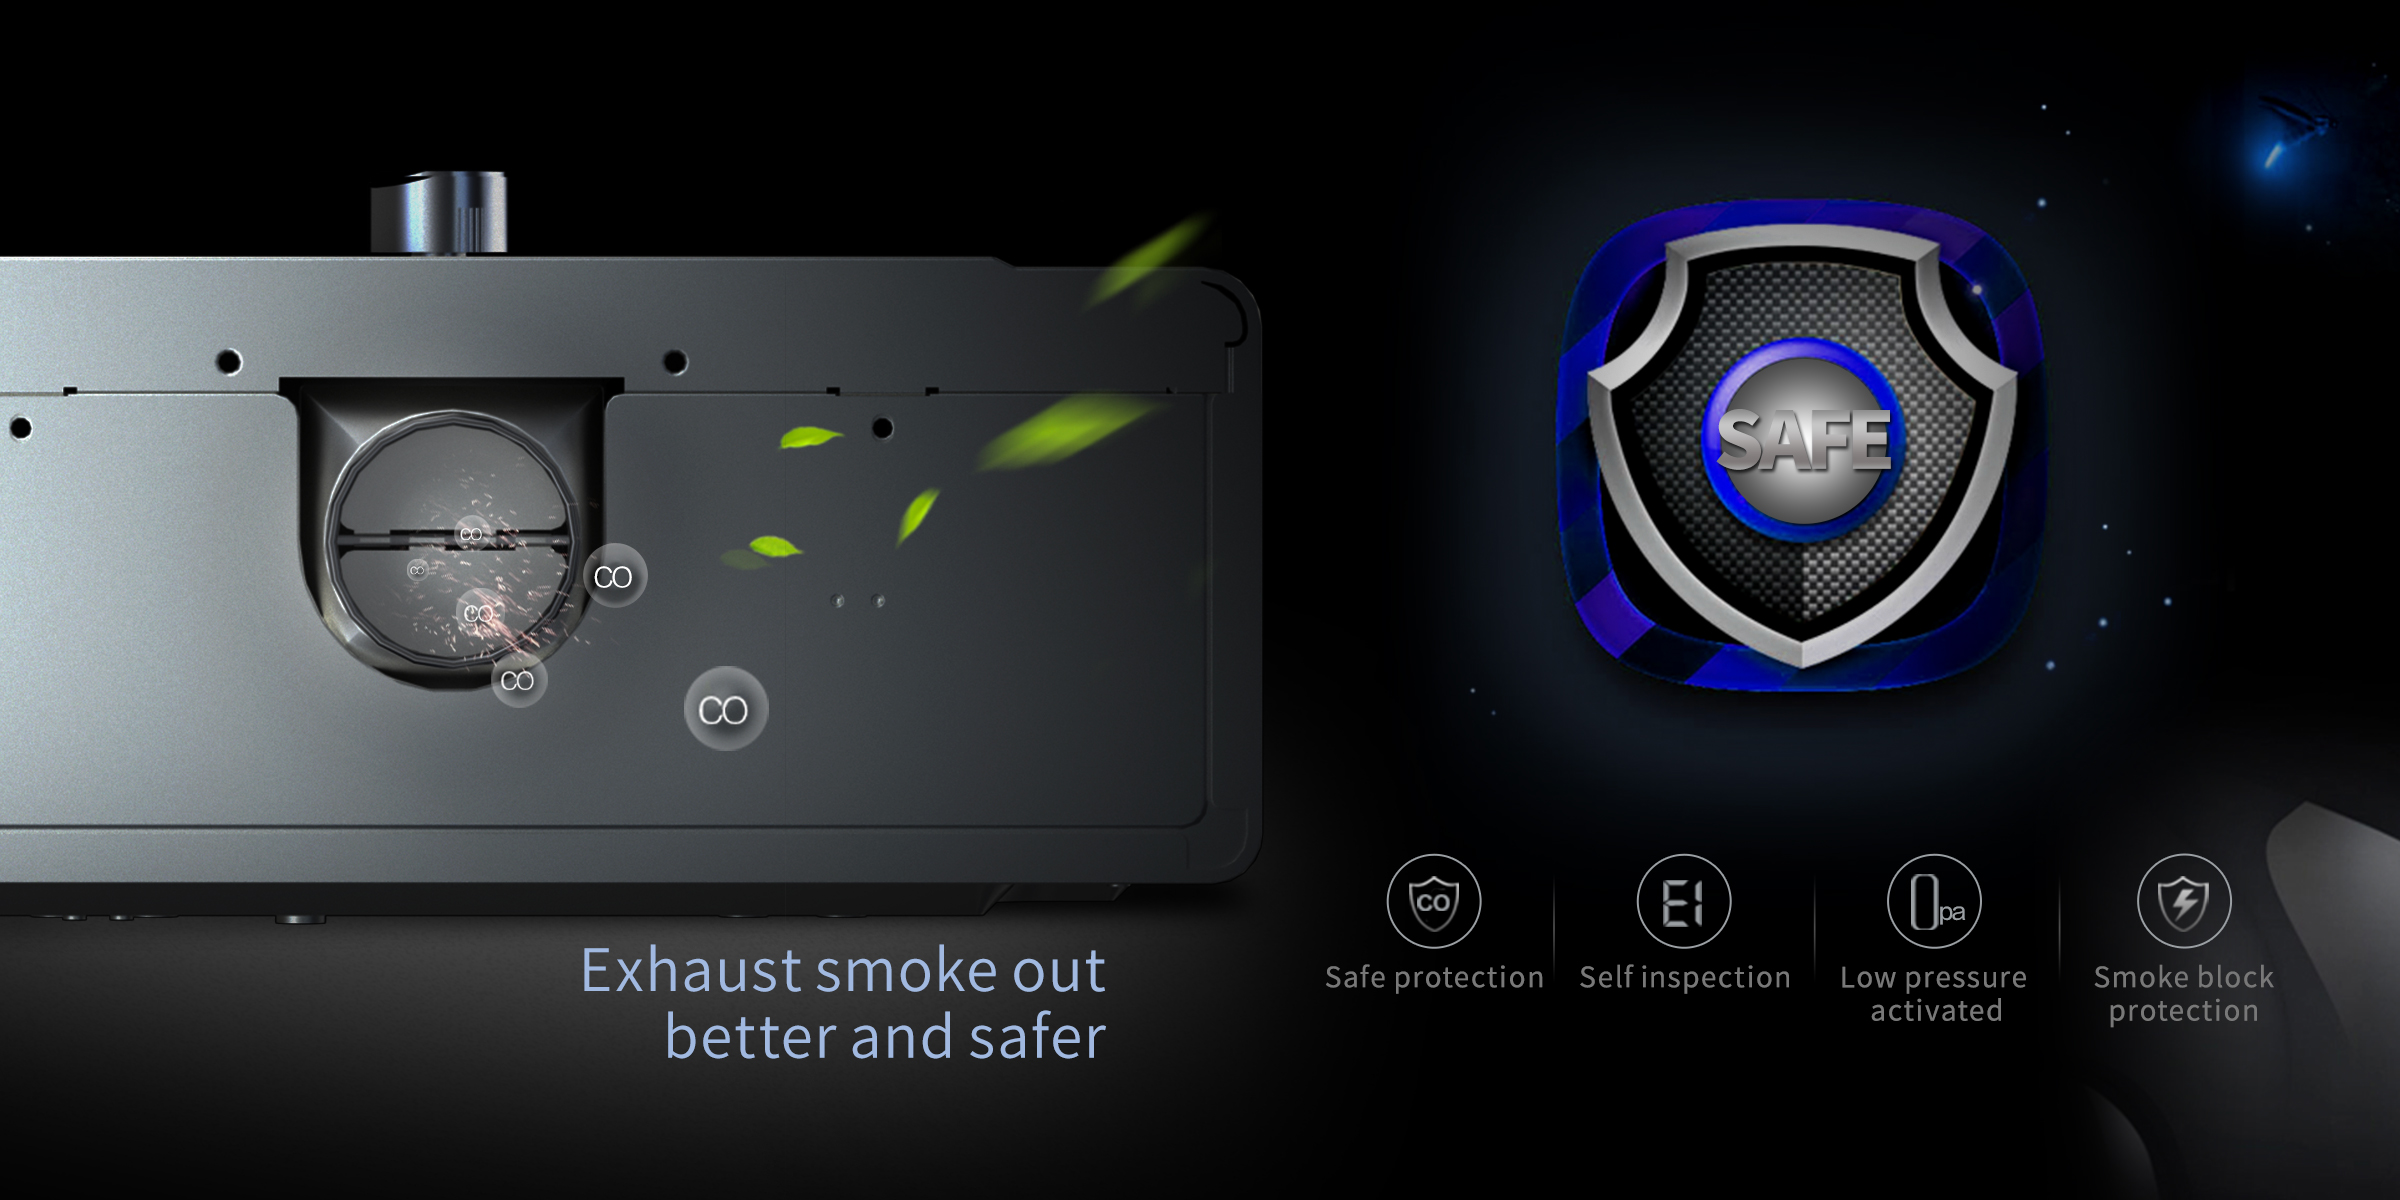 CO
CO
CO
CO
CO
CO
Exhaust smoke out
better and safer
SAFE
CO
E1
0pa
Safe protection
Self inspection
Low pressure
activated
Smoke block
protection